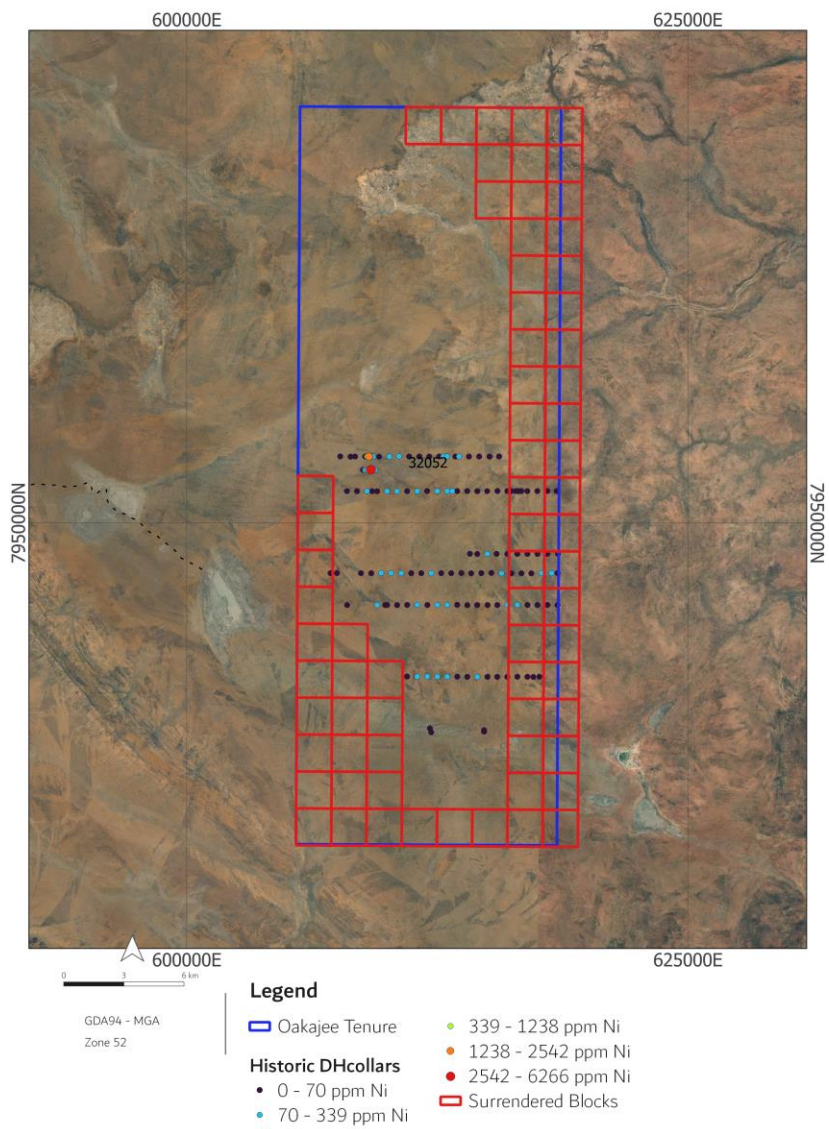 600000E 625000E
32052
7950000N 7950000N
600000E 625000E
0 3 6 km
GDA94 - MGA
Zone 52
Legend
Oakajee Tenure
Historic DHcollars
0 - 70 ppm Ni
70 - 339 ppm Ni
339 - 1238 ppm Ni
1238 - 2542 ppm Ni
2542 - 6266 ppm Ni
Surrendered Blocks